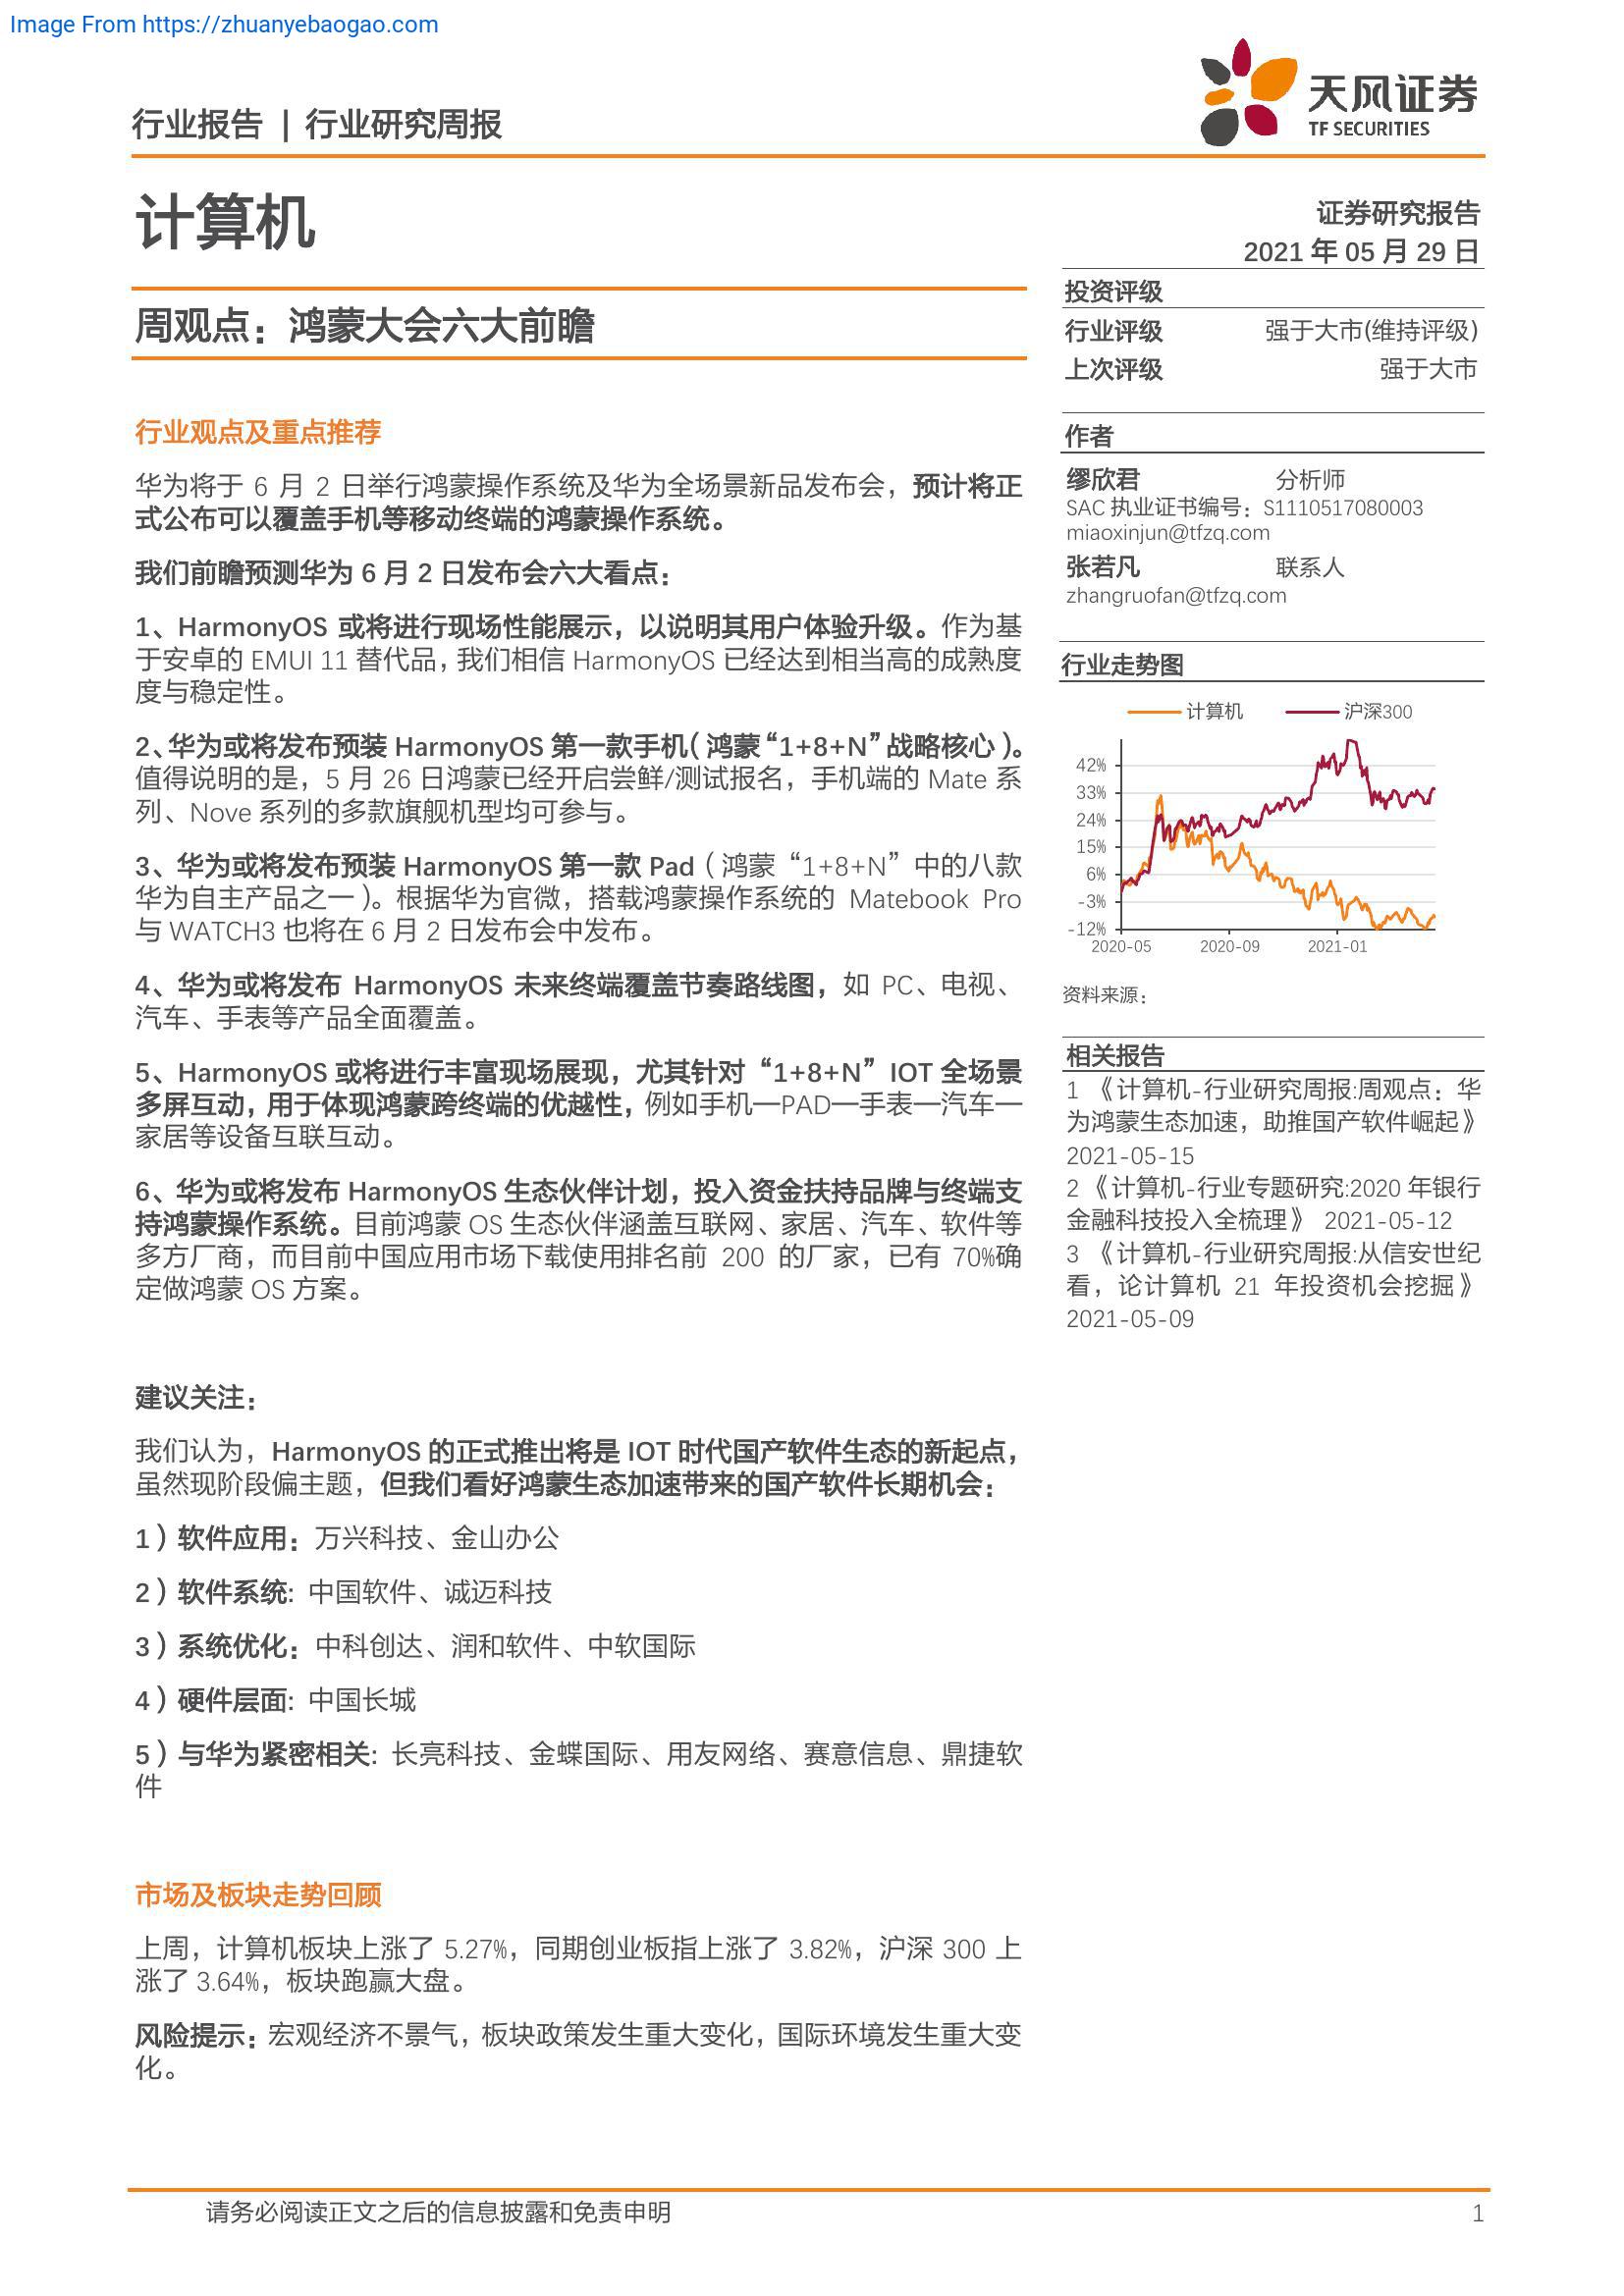 Image From https://zhuanyebaogao.com
行业报告 | 行业研究周报
天风证券
TF SECURITIES
计算机
证券研究报告
2021 年 05 月 29 日
周观点：鸿蒙大会六大前瞻
行业观点及重点推荐
华为将于 6 月 2 日举行鸿蒙操作系统及华为全场景新品发布会，预计将正
式公布可以覆盖手机等移动终端的鸿蒙操作系统。
我们前瞻预测华为 6 月 2 日发布会六大看点：
1、HarmonyOS 或将进行现场性能展示，以说明其用户体验升级。作为基
于安卓的 EMUI 11 替代品，我们相信 HarmonyOS 已经达到相当高的成熟度
度与稳定性。
2、华为或将发布预装 HarmonyOS 第一款手机（鸿蒙“1+8+N”战略核心）。
值得说明的是，5 月 26 日鸿蒙已经开启尝鲜/测试报名，手机端的 Mate 系
列、Nove 系列的多款旗舰机型均可参与。
3、华为或将发布预装 HarmonyOS 第一款 Pad（鸿蒙“1+8+N”中的八款
华为自主产品之一）。根据华为官微，搭载鸿蒙操作系统的 Matebook Pro
与 WATCH3 也将在 6 月 2 日发布会中发布。
4、华为或将发布 HarmonyOS 未来终端覆盖节奏路线图，如 PC、电视、
汽车、手表等产品全面覆盖。
5、HarmonyOS 或将进行丰富现场展现，尤其针对“1+8+N”IOT 全场景
多屏互动，用于体现鸿蒙跨终端的优越性，例如手机—PAD—手表—汽车—
家居等设备互联互动。
6、华为或将发布 HarmonyOS 生态伙伴计划，投入资金扶持品牌与终端支
持鸿蒙操作系统。目前鸿蒙 OS 生态伙伴涵盖互联网、家居、汽车、软件等
多方厂商，而目前中国应用市场下载使用排名前 200 的厂家，已有 70%确
定做鸿蒙 OS 方案。
建议关注：
我们认为，HarmonyOS 的正式推出将是 IOT 时代国产软件生态的新起点，
虽然现阶段偏主题，但我们看好鸿蒙生态加速带来的国产软件长期机会：
1）软件应用：万兴科技、金山办公
2）软件系统：中国软件、诚迈科技
3）系统优化：中科创达、润和软件、中软国际
4）硬件层面：中国长城
5）与华为紧密相关：长亮科技、金蝶国际、用友网络、赛意信息、鼎捷软
件
市场及板块走势回顾
上周，计算机板块上涨了 5.27%，同期创业板指上涨了 3.82%，沪深 300 上
涨了 3.64%，板块跑赢大盘。
风险提示：宏观经济不景气，板块政策发生重大变化，国际环境发生重大变
化。
投资评级
行业评级 强于大市(维持评级)
上次评级 强于大市
作者
缪欣君 分析师
SAC 执业证书编号：S1110517080003
miaoxinjun@tfzq.com
张若凡 联系人
zhangruofan@tfzq.com
行业走势图
计算机 沪深300
42%
33%
24%
15%
6%
-3%
-12%
2020-05 2020-09 2021-01
资料来源：
相关报告
1 《计算机-行业研究周报:周观点：华
为鸿蒙生态加速，助推国产软件崛起》
2021-05-15
2 《计算机-行业专题研究:2020 年银行
金融科技投入全梳理》 2021-05-12
3 《计算机-行业研究周报:从信安世纪
看，论计算机 21 年投资机会挖掘》
2021-05-09
请务必阅读正文之后的信息披露和免责申明
1